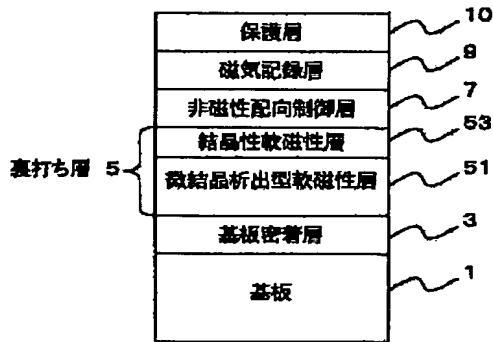 保護層 10
磁気記録層 9
非磁性配向制御層 7
結晶性軟磁性層 53
裏打ち層 5
微結晶析出型軟磁性層 51
基板密着層 3
基板 1